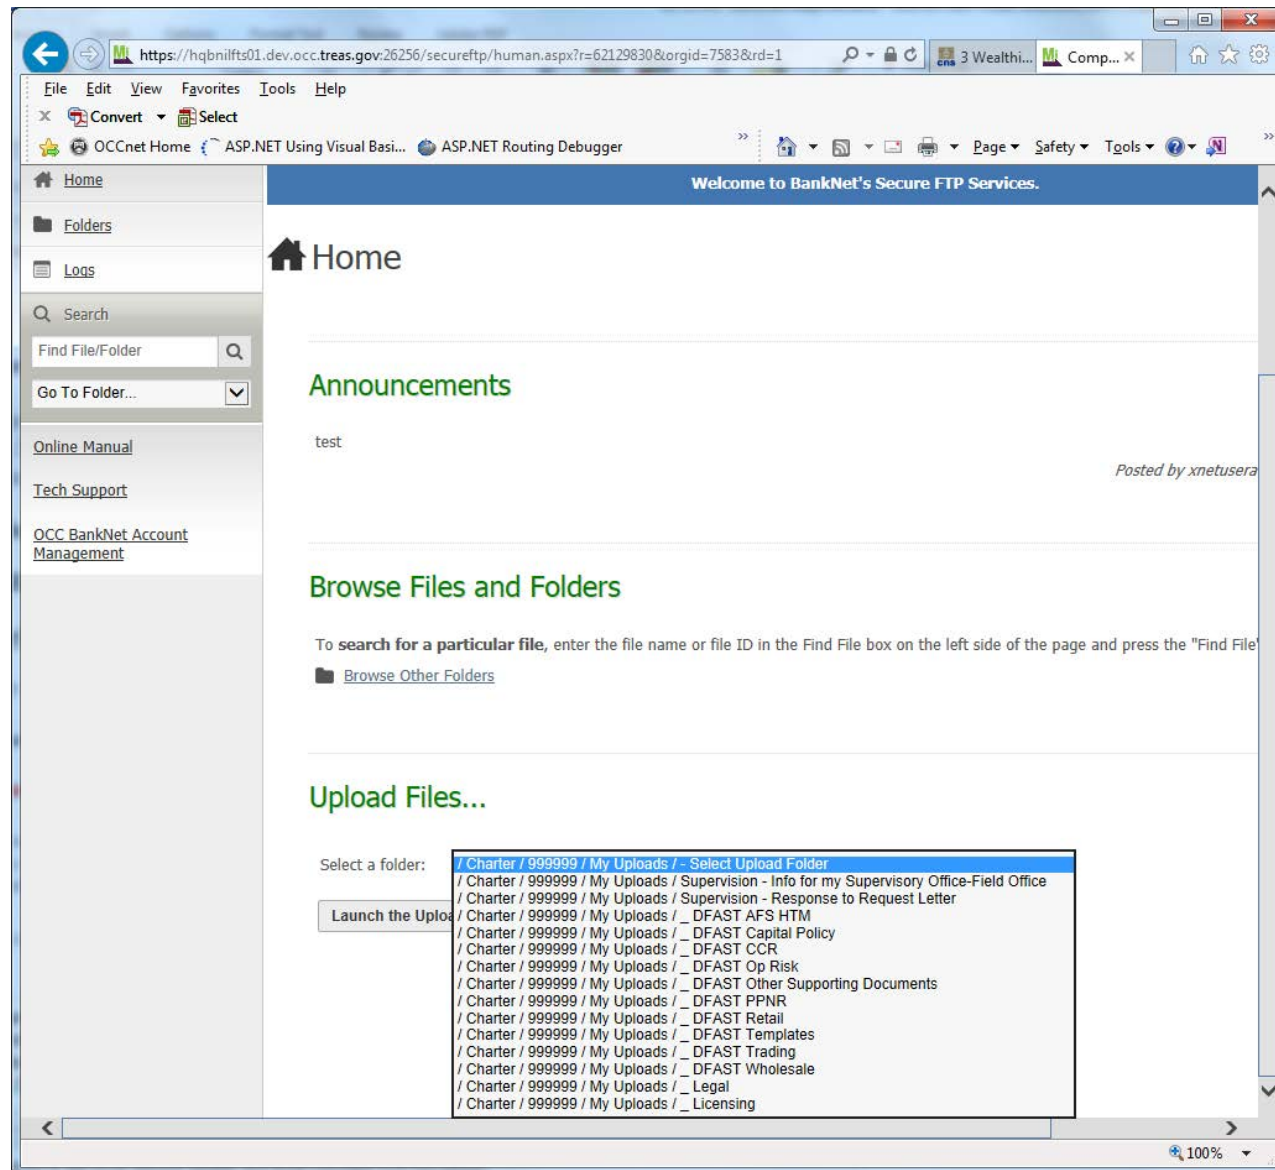 https://hqbnilfts01.dev.occ.treas.gov:26256/secureftp/human.aspx?r=62129830&orgid=7583&rd=1
3 Wealthi...
Comp...
File Edit View Favorites Tools Help
Convert Select
OCCnet Home ASP.NET Using Visual Basi... ASP.NET Routing Debugger Page Safety Tools
Home
Welcome to BankNet's Secure FTP Services.
Folders
Logs
Home
Search
Find File/Folder
Go To Folder...
Online Manual
Tech Support
OCC BankNet Account
Management
Announcements
test
Posted by xnetusera
Browse Files and Folders
To search for a particular file, enter the file name or file ID in the Find File box on the left side of the page and press the "Find File"
Browse Other Folders
Upload Files...
Select a folder:
/ Charter / 999999 / My Uploads / - Select Upload Folder
/ Charter / 999999 / My Uploads / Supervision - Info for my Supervisory Office-Field Office
/ Charter / 999999 / My Uploads / Supervision - Response to Request Letter
/ Charter / 999999 / My Uploads / _ DFAST AFS HTM
/ Charter / 999999 / My Uploads / _ DFAST Capital Policy
/ Charter / 999999 / My Uploads / _ DFAST CCR
/ Charter / 999999 / My Uploads / _ DFAST Op Risk
/ Charter / 999999 / My Uploads / _ DFAST Other Supporting Documents
/ Charter / 999999 / My Uploads / _ DFAST PPNR
/ Charter / 999999 / My Uploads / _ DFAST Retail
/ Charter / 999999 / My Uploads / _ DFAST Templates
/ Charter / 999999 / My Uploads / _ DFAST Trading
/ Charter / 999999 / My Uploads / _ DFAST Wholesale
/ Charter / 999999 / My Uploads / _ Legal
/ Charter / 999999 / My Uploads / _ Licensing
Launch the Uploa
100%